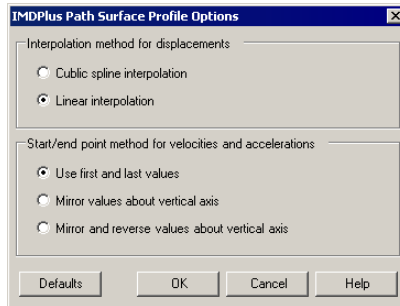 IMDPlus Path Surface Profile Options
Interpolation method for displacements
Cublic spline interpolation
Linear interpolation
Start/end point method for velocities and accelerations
Use first and last values
Mirror values about vertical axis
Mirror and reverse values about vertical axis
Defaults OK Cancel Help